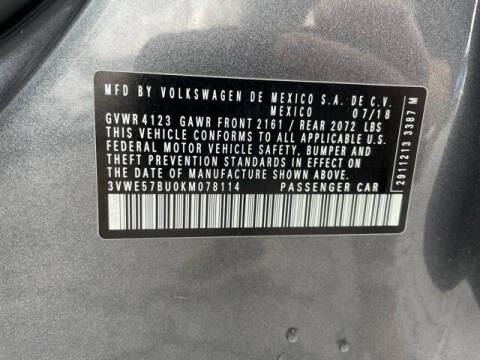 MFD BY VOLKSWAGEN DE MEXICO S.A. DE C.V.
MEXICO 07/18
GVWR 4123 GAWR FRONT 2161 / REAR 2072 LBS
THIS VEHICLE CONFORMS TO ALL APPLICABLE U.S.
FEDERAL MOTOR VEHICLE SAFETY, BUMPER AND
THEFT PREVENTION STANDARDS IN EFFECT ON THE
DATE OF MANUFACTURE SHOWN ABOVE.
3VWE57BU0KM078114 PASSENGER CAR
2911213 3387 M